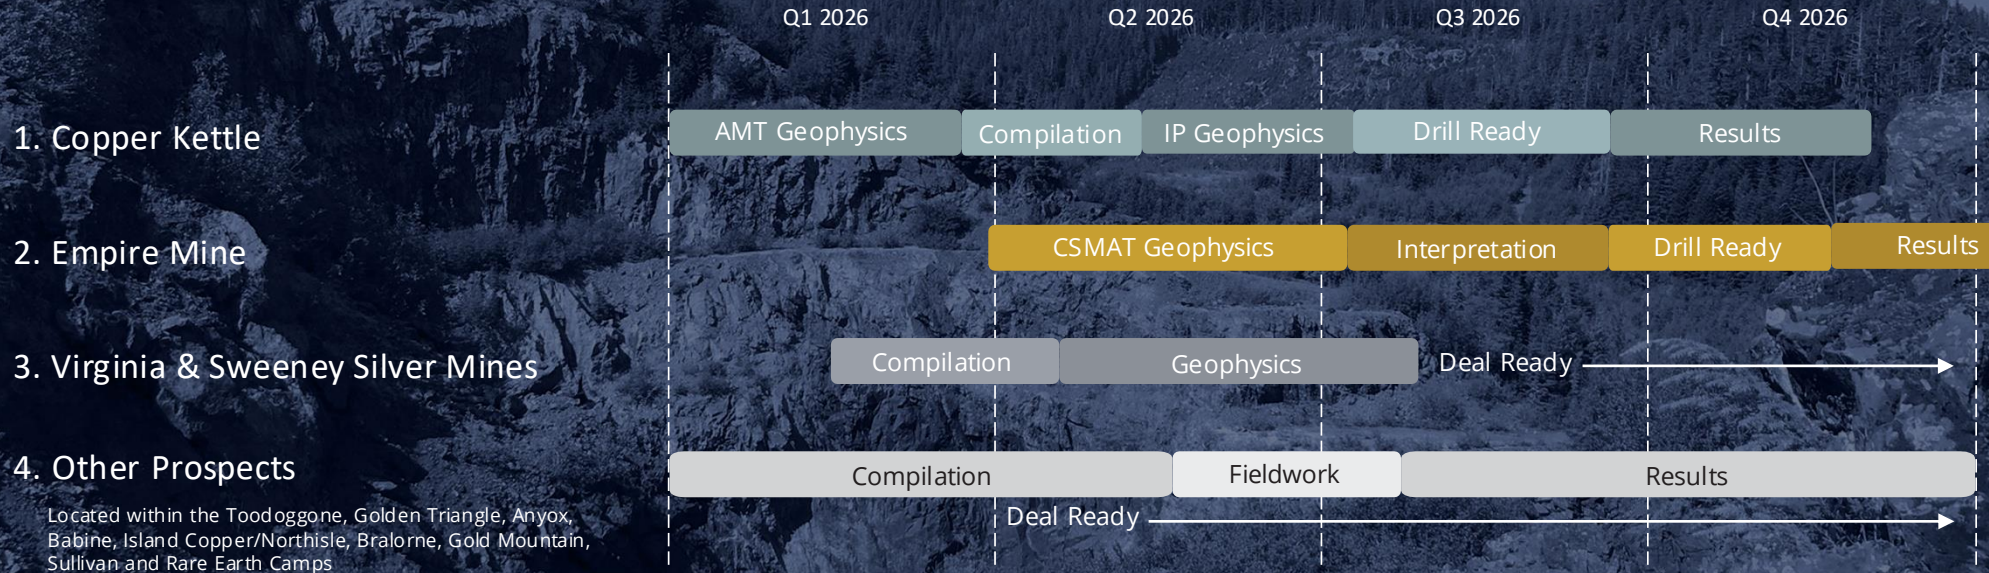 Q1 2026 Q2 2026 Q3 2026 Q4 2026
1. Copper Kettle AMT Geophysics Compilation IP Geophysics Drill Ready Results
2. Empire Mine CSMAT Geophysics Interpretation Drill Ready Results
3. Virginia & Sweeney Silver Mines Compilation Geophysics Deal Ready
4. Other Prospects Compilation Fieldwork Results
Located within the Toodoggone, Golden Triangle, Anyox,
Deal Ready
Babine, Island Copper/Northisle, Bralorne, Gold Mountain,
Sullivan and Rare Earth Camps